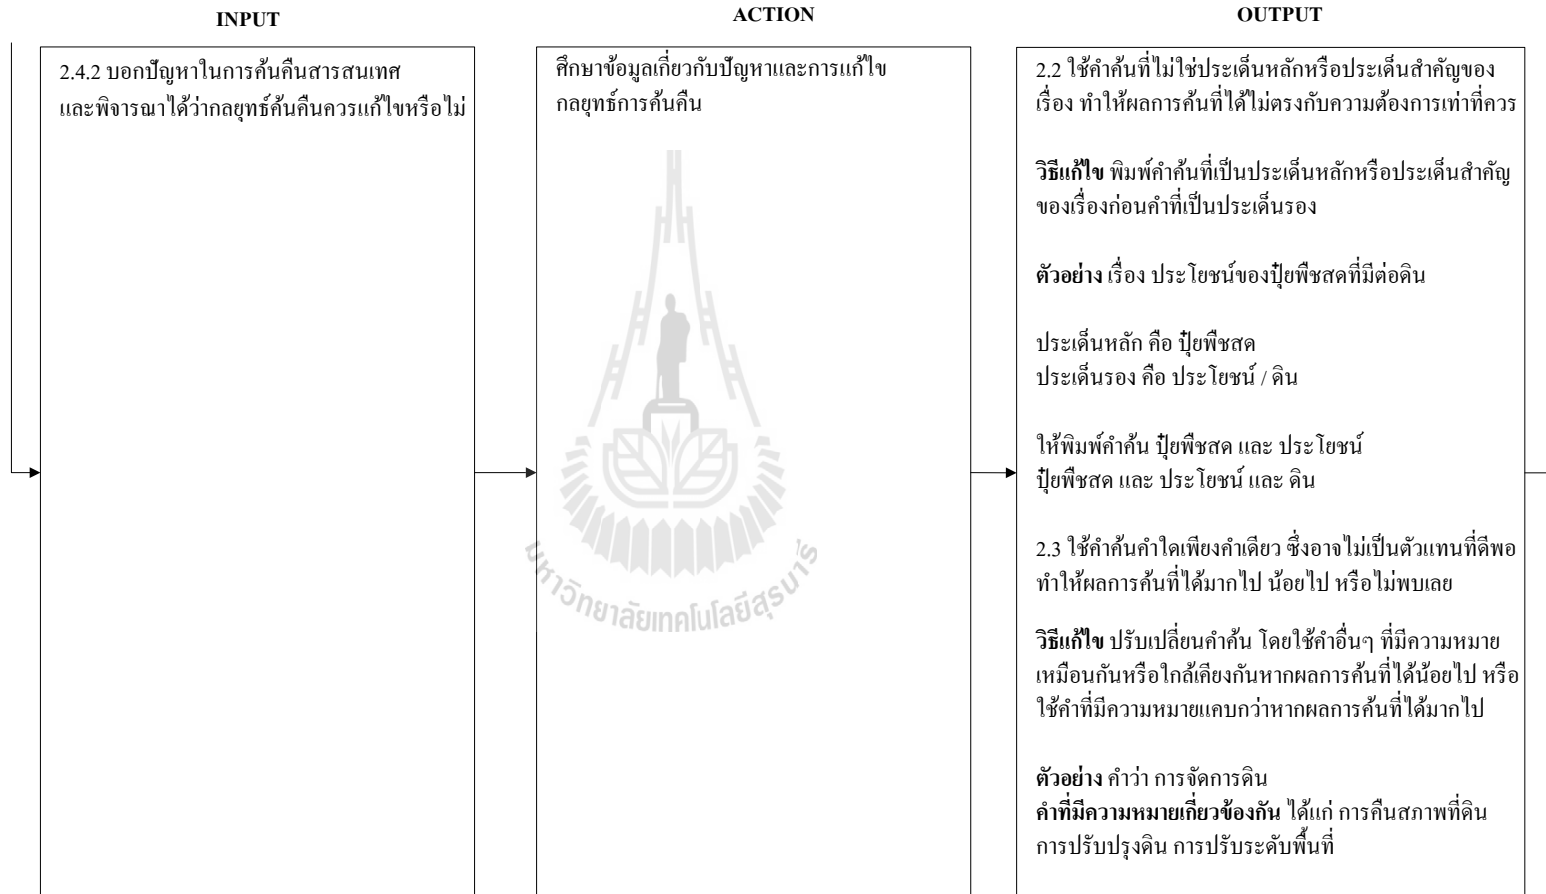 INPUT
ACTION
OUTPUT
2.4.2 บอกปัญหาในการค้นคืนสารสนเทศ
และพิจารณาได้ว่ากลยุทธ์ค้นคืนควรแก้ไขหรือไม่
ศึกษาข้อมูลเกี่ยวกับปัญหาและการแก้ไข
กลยุทธ์การค้นคืน
2.2 ใช้คำค้นที่ไม่ใช่ประเด็นหลักหรือประเด็นสำคัญของ
เรื่อง ทำให้ผลการค้นที่ได้ไม่ตรงกับความต้องการเท่าที่ควร
วิธีแก้ไข พิมพ์คำค้นที่เป็นประเด็นหลักหรือประเด็นสำคัญ
ของเรื่องก่อนคำที่เป็นประเด็นรอง
ตัวอย่าง เรื่อง ประโยชน์ของปุ๋ยพืชสดที่มีต่อดิน
ประเด็นหลัก คือ ปุ๋ยพืชสด
ประเด็นรอง คือ ประโยชน์ / ดิน
ให้พิมพ์คำค้น ปุ๋ยพืชสด และ ประโยชน์
ปุ๋ยพืชสด และ ประโยชน์ และ ดิน
2.3 ใช้คำค้นคำใดเพียงคำเดียว ซึ่งอาจไม่เป็นตัวแทนที่ดีพอ
ทำให้ผลการค้นที่ได้มากไป น้อยไป หรือไม่พบเลย
วิธีแก้ไข ปรับเปลี่ยนคำค้น โดยใช้คำอื่นๆ ที่มีความหมาย
เหมือนกันหรือใกล้เคียงกันหากผลการค้นที่ได้น้อยไป หรือ
ใช้คำที่มีความหมายแคบกว่าหากผลการค้นที่ได้มากไป
ตัวอย่าง คำว่า การจัดการดิน
คำที่มีความหมายเกี่ยวข้องกัน ได้แก่ การคืนสภาพที่ดิน
การปรับปรุงดิน การปรับระดับพื้นที่
มหาวิทยาลัยเทคโนโลยีสุรนารี